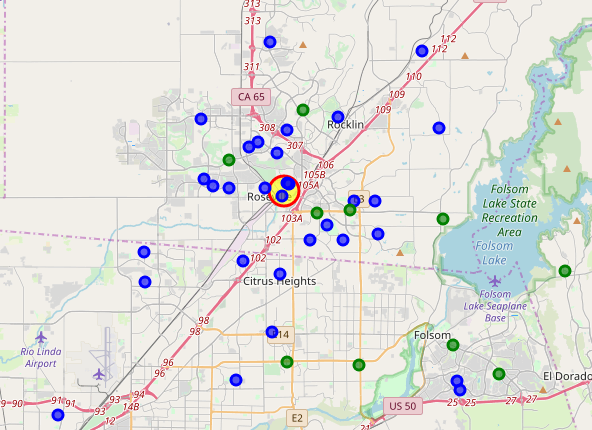 313
313
112
112
311
110
CA 65
109
109
308
Rocklin
307
106
105B
105A
Rose
103A
102
102
Folsom
Lake State
Recreation
Area
Folsom
Lake
Citrus Heights
Folsom
Lake Seaplane
Base
98
98
Rio Linda
Airport
96
96
14
Folsom
El Dorado
90
91
91
93
93
94
12
14B
E2
US 50
21
25
25
27
27